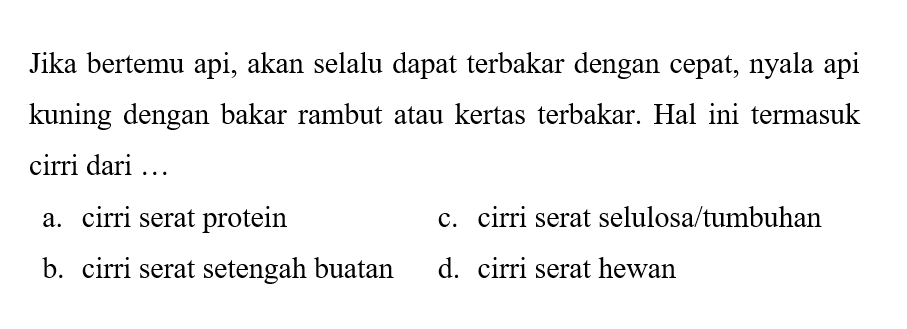 Jika bertemu api, akan selalu dapat terbakar dengan cepat, nyala api
kuning dengan bakar rambut atau kertas terbakar. Hal ini termasuk
cirri dari …
a. cirri serat protein
c. cirri serat selulosa/tumbuhan
b. cirri serat setengah buatan
d. cirri serat hewan